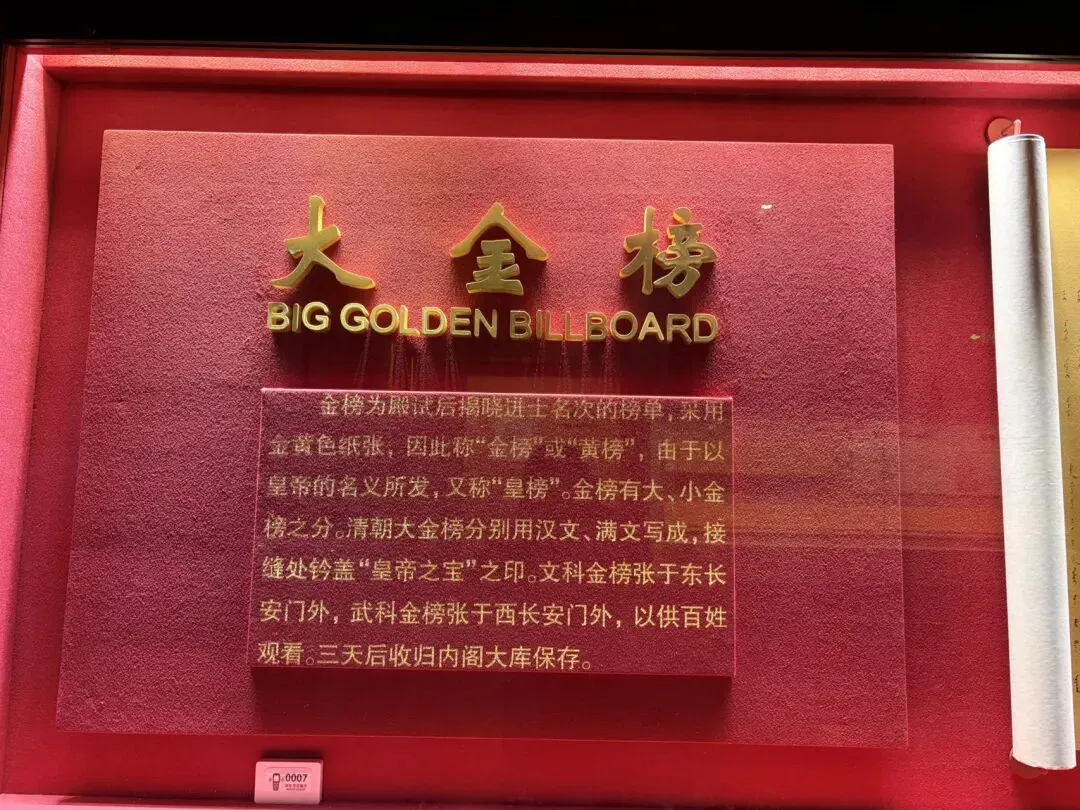 大金榜
BIG GOLDEN BILLBOARD
金榜为殿试后揭晓进士名次的榜单，采用
金黄色纸张，因此称“金榜”或“黄榜”，由于以
皇帝的名义所发，又称“皇榜”。金榜有大、小金
榜之分。清朝大金榜分别用汉文、满文写成，接
缝处钤盖“皇帝之宝”之印。文科金榜张于东长
安门外，武科金榜张于西长安门外，以供百姓
观看。三天后收归内阁大库保存。
0007